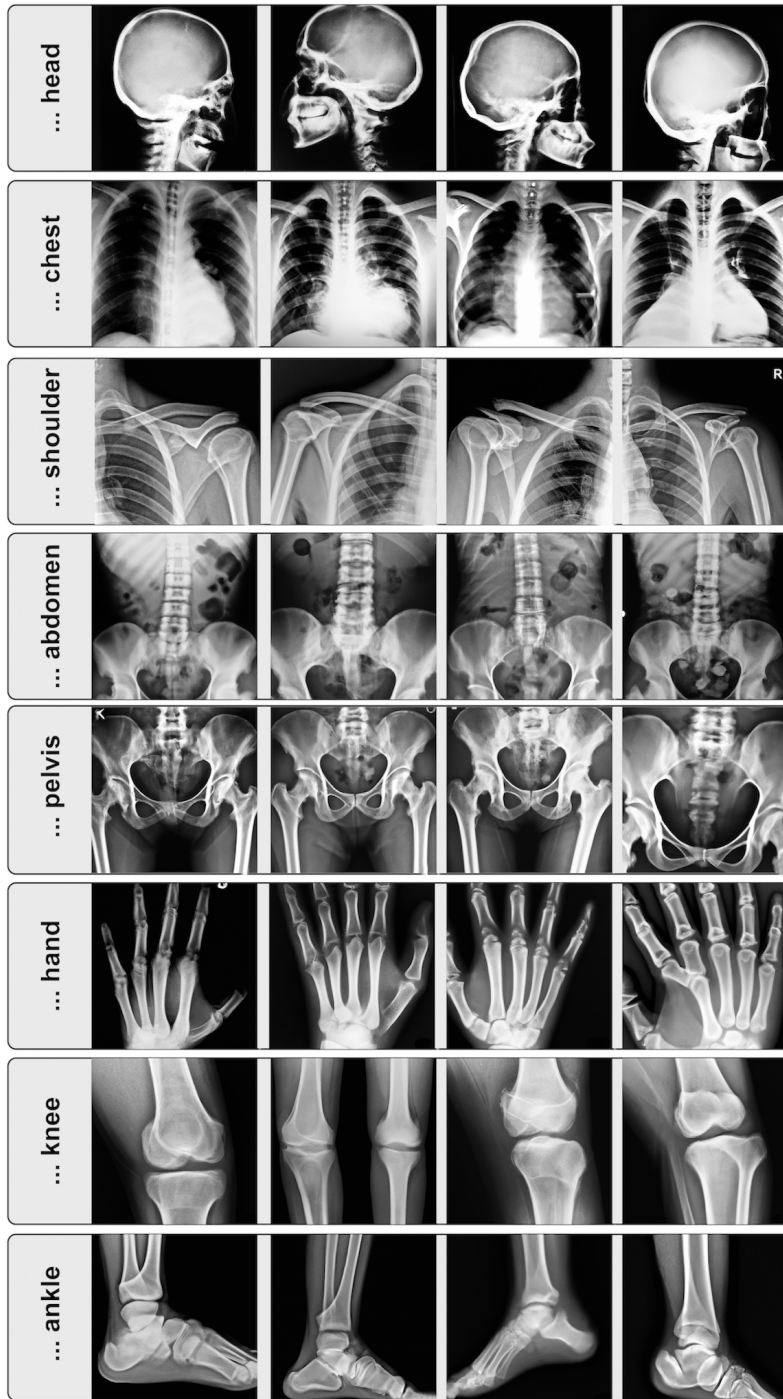 ... head
... chest
... shoulder
R
... abdomen
... pelvis
... hand
... knee
... ankle